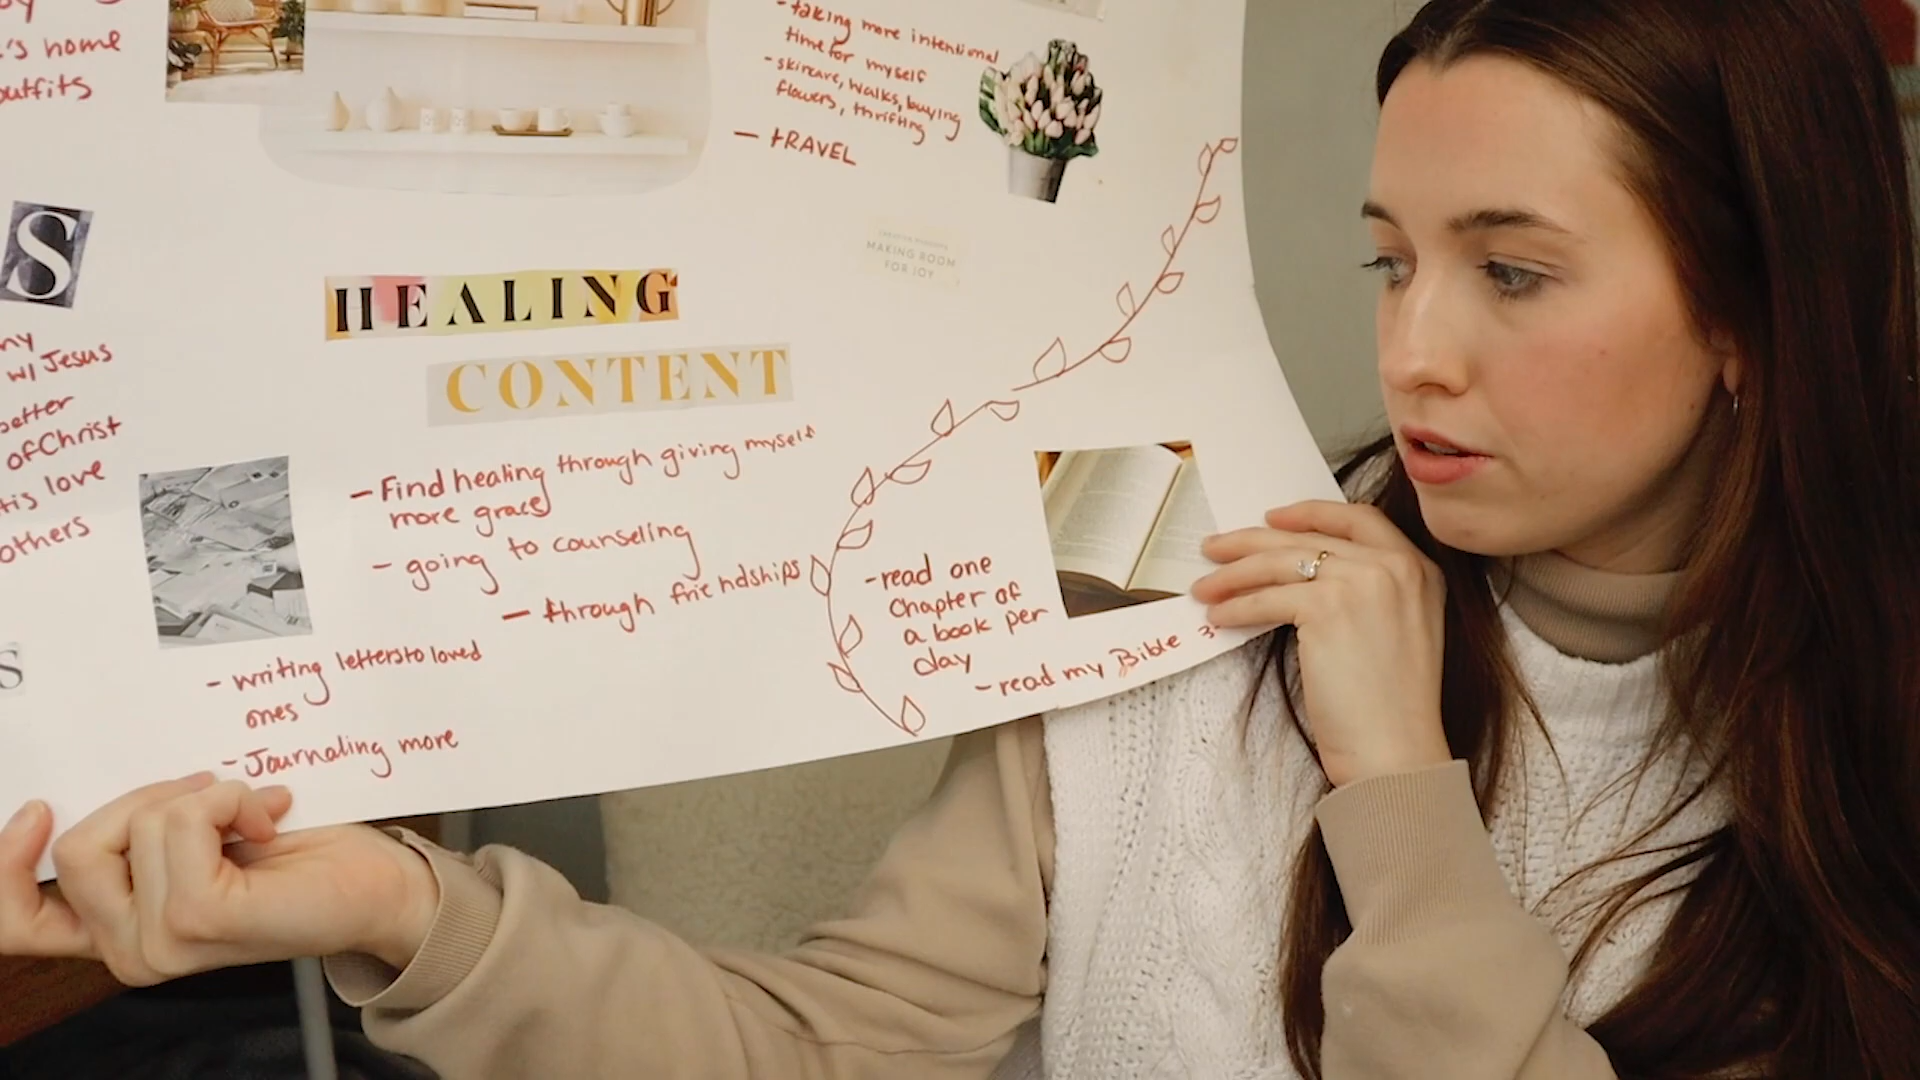 's home
outfits
- taking more intentional
time for myself
- skincare, walks, buying
flowers, thrifting
- TRAVEL
MAKING ROOM
FOR JOY
S
w/ Jesus
better
of Christ
love
others
S
HEALING
CONTENT
- Find healing through giving myself
more grace
- going to counseling
- through friendships
- writing letters to loved
ones
- Journaling more
- read one
Chapter of
a book per
day
- read my Bible